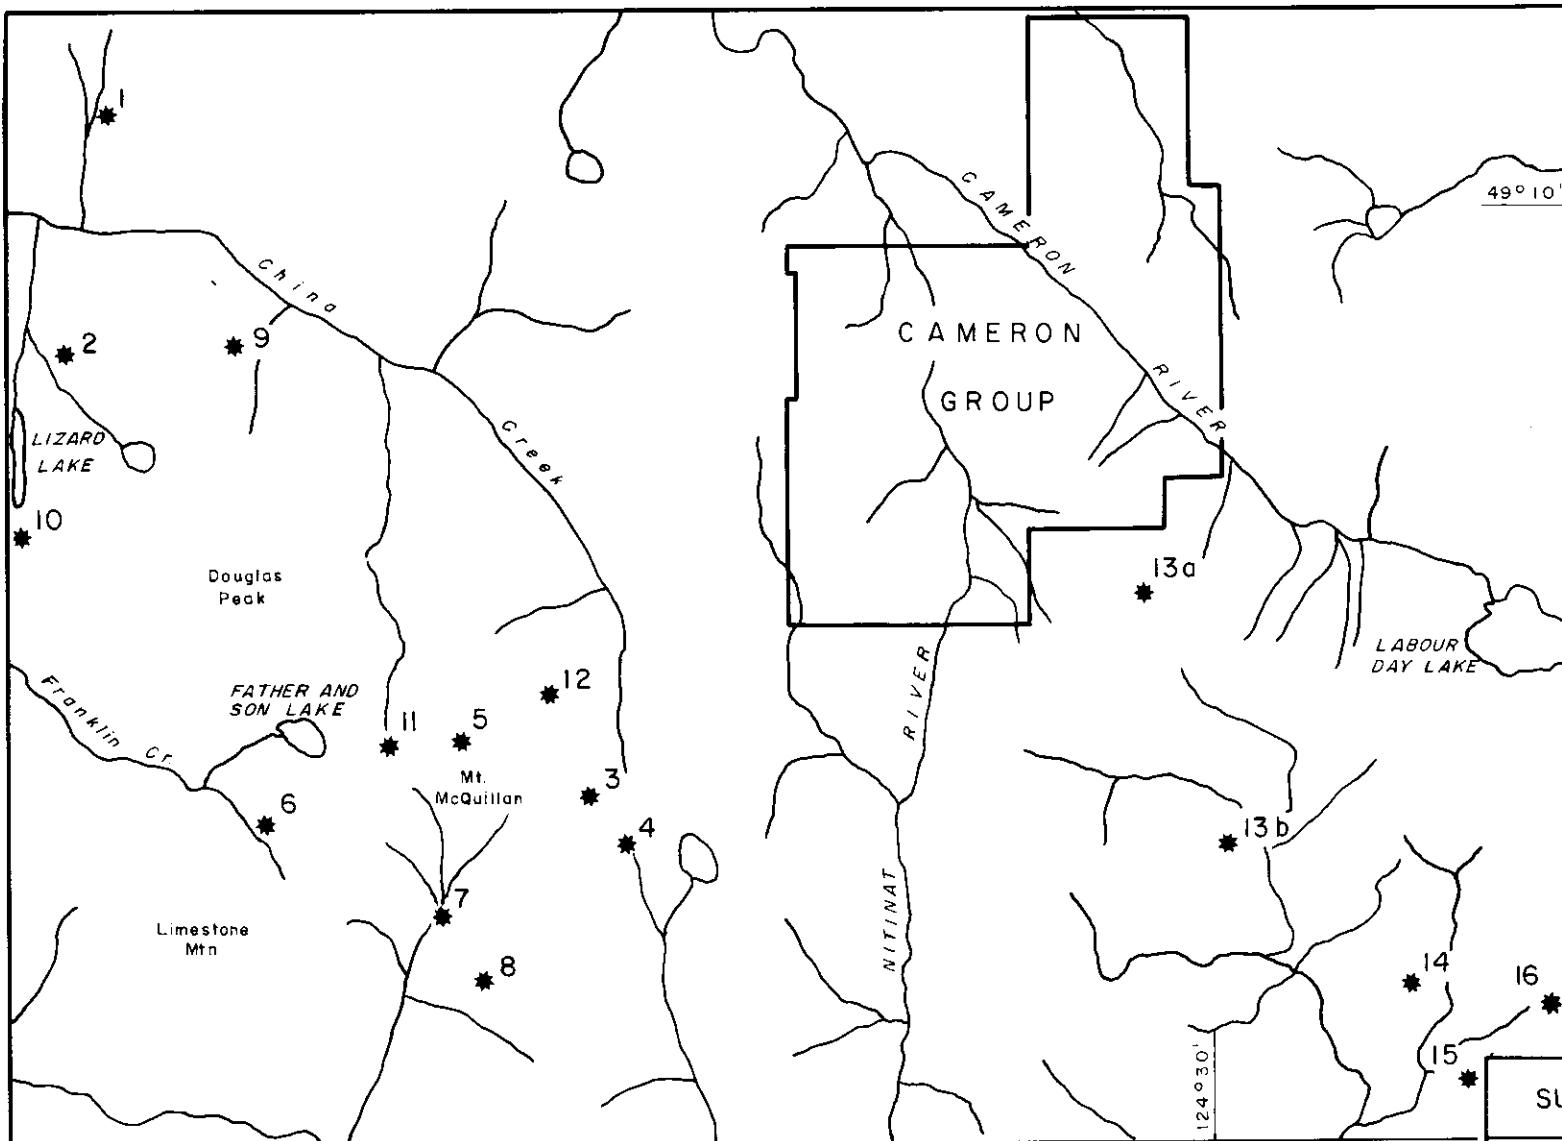 1
CAMERON
49° 10'
China
2
9
CAMERON
GROUP
RIVER
LIZARD
LAKE
Creek
10
13a
Douglas
Peak
LABOUR
DAY LAKE
RIVER
Franklin Cr.
FATHER AND
SON LAKE
12
11
5
Mt.
McQuillan
3
6
4
13b
7
NITINAT
Limestone
Mtn
8
14
16
15
124° 30'
SU